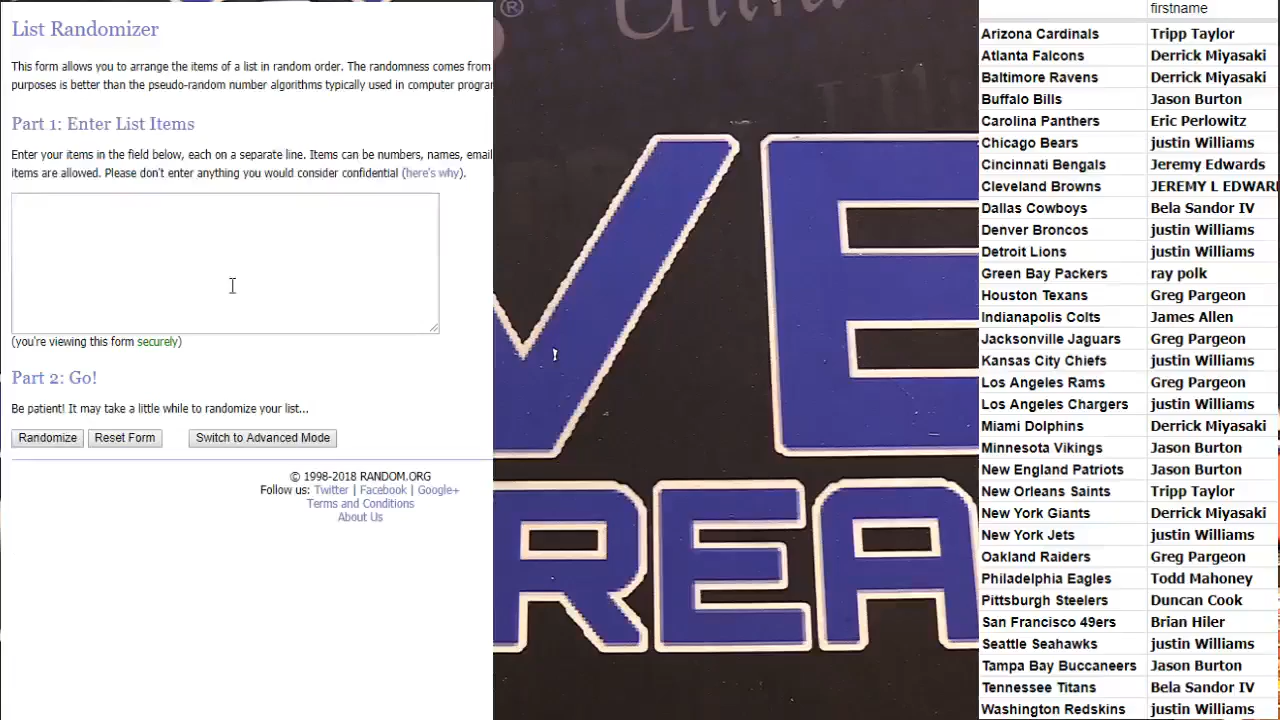 List Randomizer
This form allows you to arrange the items of a list in random order. The randomness comes from
purposes is better than the pseudo-random number algorithms typically used in computer progra
Part 1: Enter List Items
Enter your items in the field below, each on a separate line. Items can be numbers, names, email
items are allowed. Please don't enter anything you would consider confidential (here's why).
(you're viewing this form securely)
Part 2: Go!
Be patient! It may take a little while to randomize your list...
Randomize Reset Form Switch to Advanced Mode
© 1998-2018 RANDOM.ORG
Follow us: Twitter | Facebook | Google+
Terms and Conditions
About Us
®
VE
REA
firstname
Arizona Cardinals Tripp Taylor
Atlanta Falcons Derrick Miyasaki
Baltimore Ravens Derrick Miyasaki
Buffalo Bills Jason Burton
Carolina Panthers Eric Perlowitz
Chicago Bears justin Williams
Cincinnati Bengals Jeremy Edwards
Cleveland Browns JEREMY L EDWAR
Dallas Cowboys Bela Sandor IV
Denver Broncos justin Williams
Detroit Lions justin Williams
Green Bay Packers ray polk
Houston Texans Greg Pargeon
Indianapolis Colts James Allen
Jacksonville Jaguars Greg Pargeon
Kansas City Chiefs justin Williams
Los Angeles Rams Greg Pargeon
Los Angeles Chargers justin Williams
Miami Dolphins Derrick Miyasaki
Minnesota Vikings Jason Burton
New England Patriots Jason Burton
New Orleans Saints Tripp Taylor
New York Giants Derrick Miyasaki
New York Jets justin Williams
Oakland Raiders Greg Pargeon
Philadelphia Eagles Todd Mahoney
Pittsburgh Steelers Duncan Cook
San Francisco 49ers Brian Hiler
Seattle Seahawks justin Williams
Tampa Bay Buccaneers Jason Burton
Tennessee Titans Bela Sandor IV
Washington Redskins justin Williams